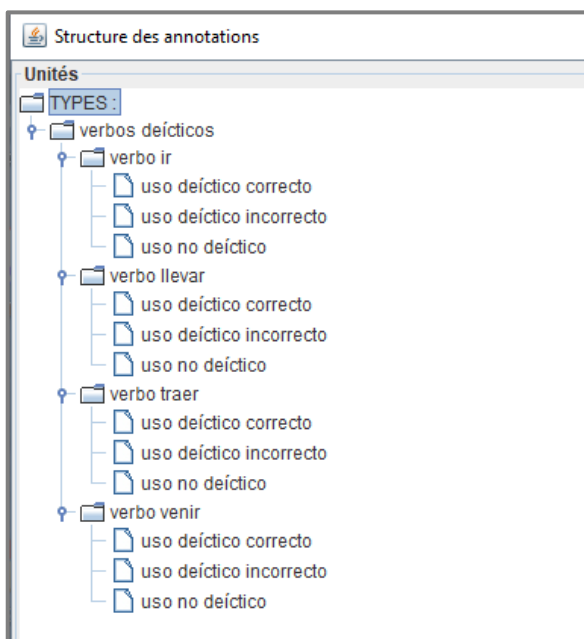 Structure des annotations
Unités
TYPES :
verbos deícticos
verbo ir
uso deíctico correcto
uso deíctico incorrecto
uso no deíctico
verbo llevar
uso deíctico correcto
uso deíctico incorrecto
uso no deíctico
verbo traer
uso deíctico correcto
uso deíctico incorrecto
uso no deíctico
verbo venir
uso deíctico correcto
uso deíctico incorrecto
uso no deíctico